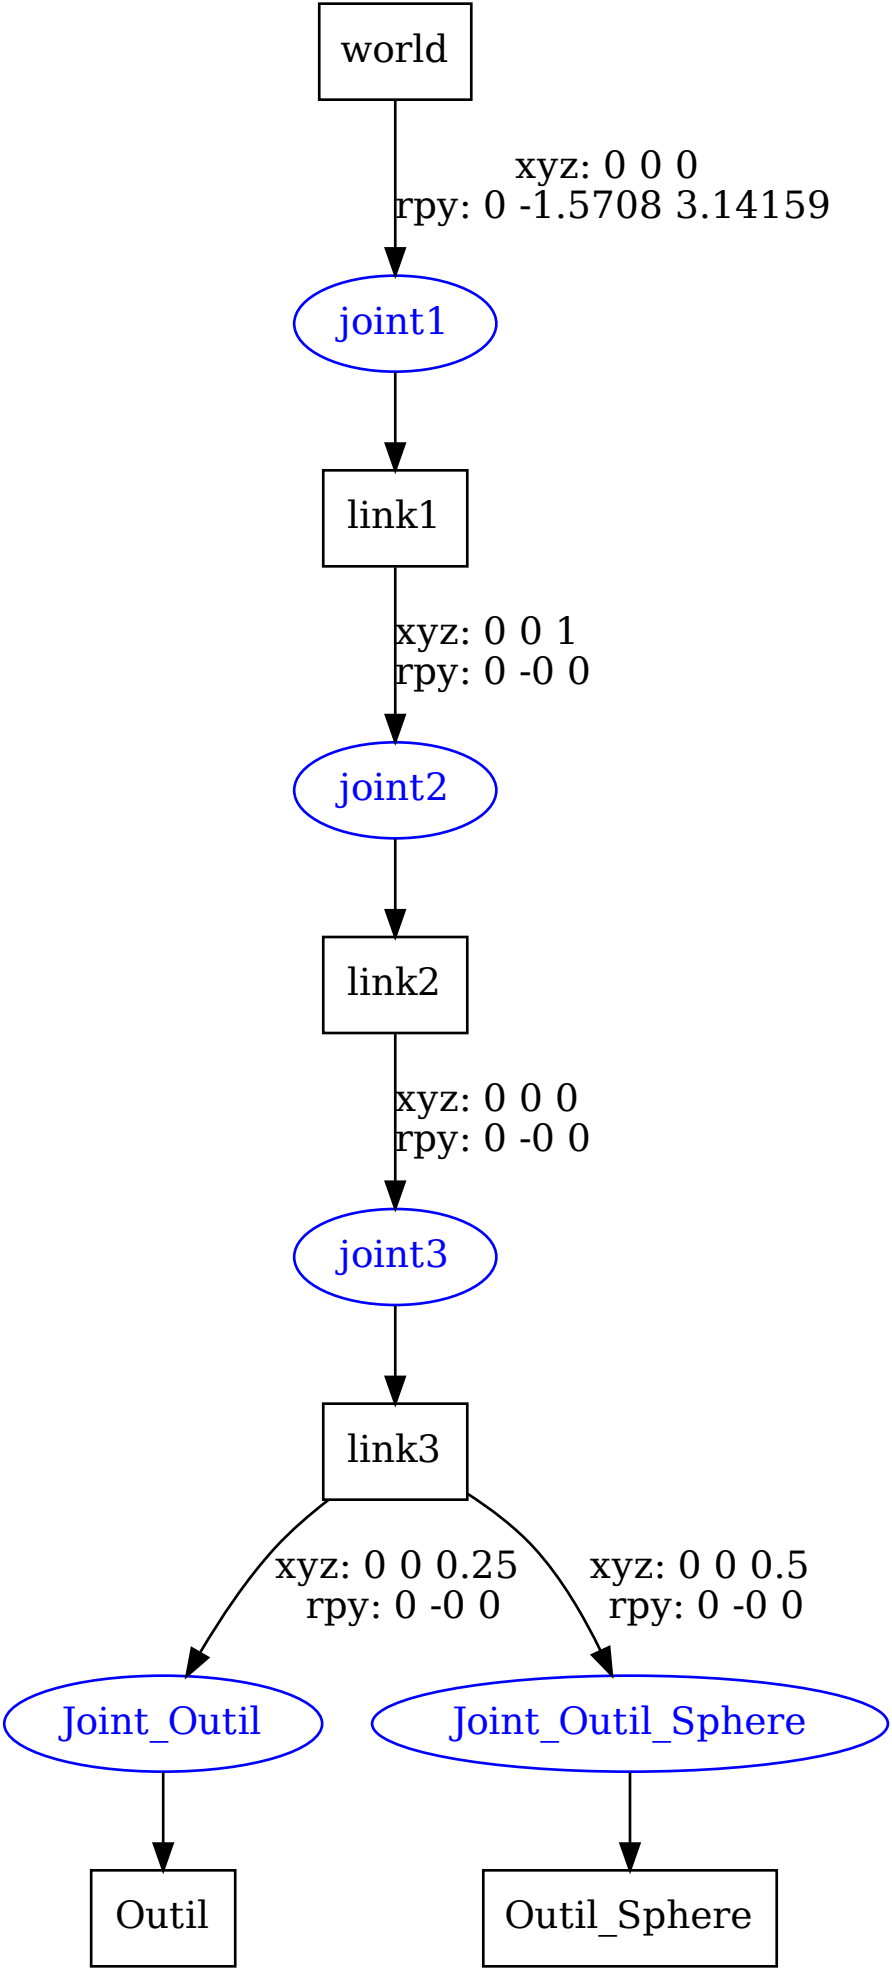 world
xyz: 0 0 0
rpy: 0 -1.5708 3.14159
joint1
link1
xyz: 0 0 1
rpy: 0 -0 0
joint2
link2
xyz: 0 0 0
rpy: 0 -0 0
joint3
link3
xyz: 0 0 0.25
rpy: 0 -0 0
xyz: 0 0 0.5
rpy: 0 -0 0
Joint_Outil
Joint_Outil_Sphere
Outil
Outil_Sphere